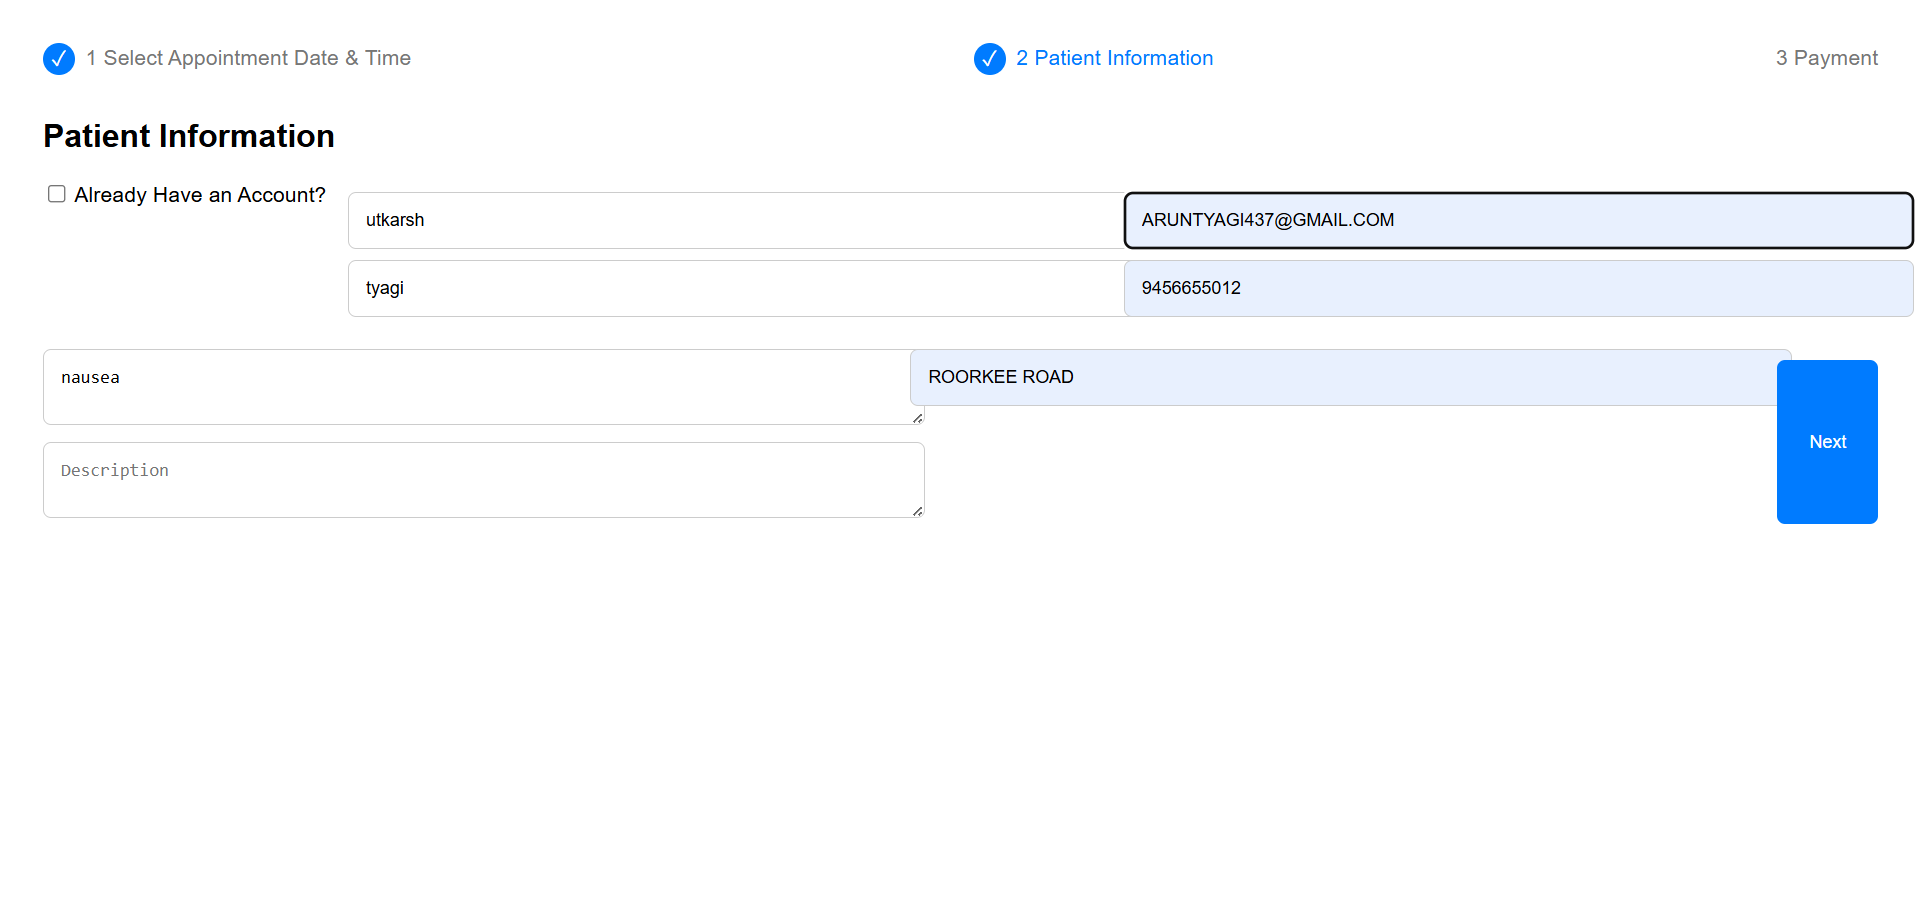 ✓ 1 Select Appointment Date & Time
✓ 2 Patient Information
3 Payment
Patient Information
Already Have an Account?
utkarsh
ARUNTYAGI437@GMAIL.COM
tyagi
9456655012
nausea
ROORKEE ROAD
Next
Description